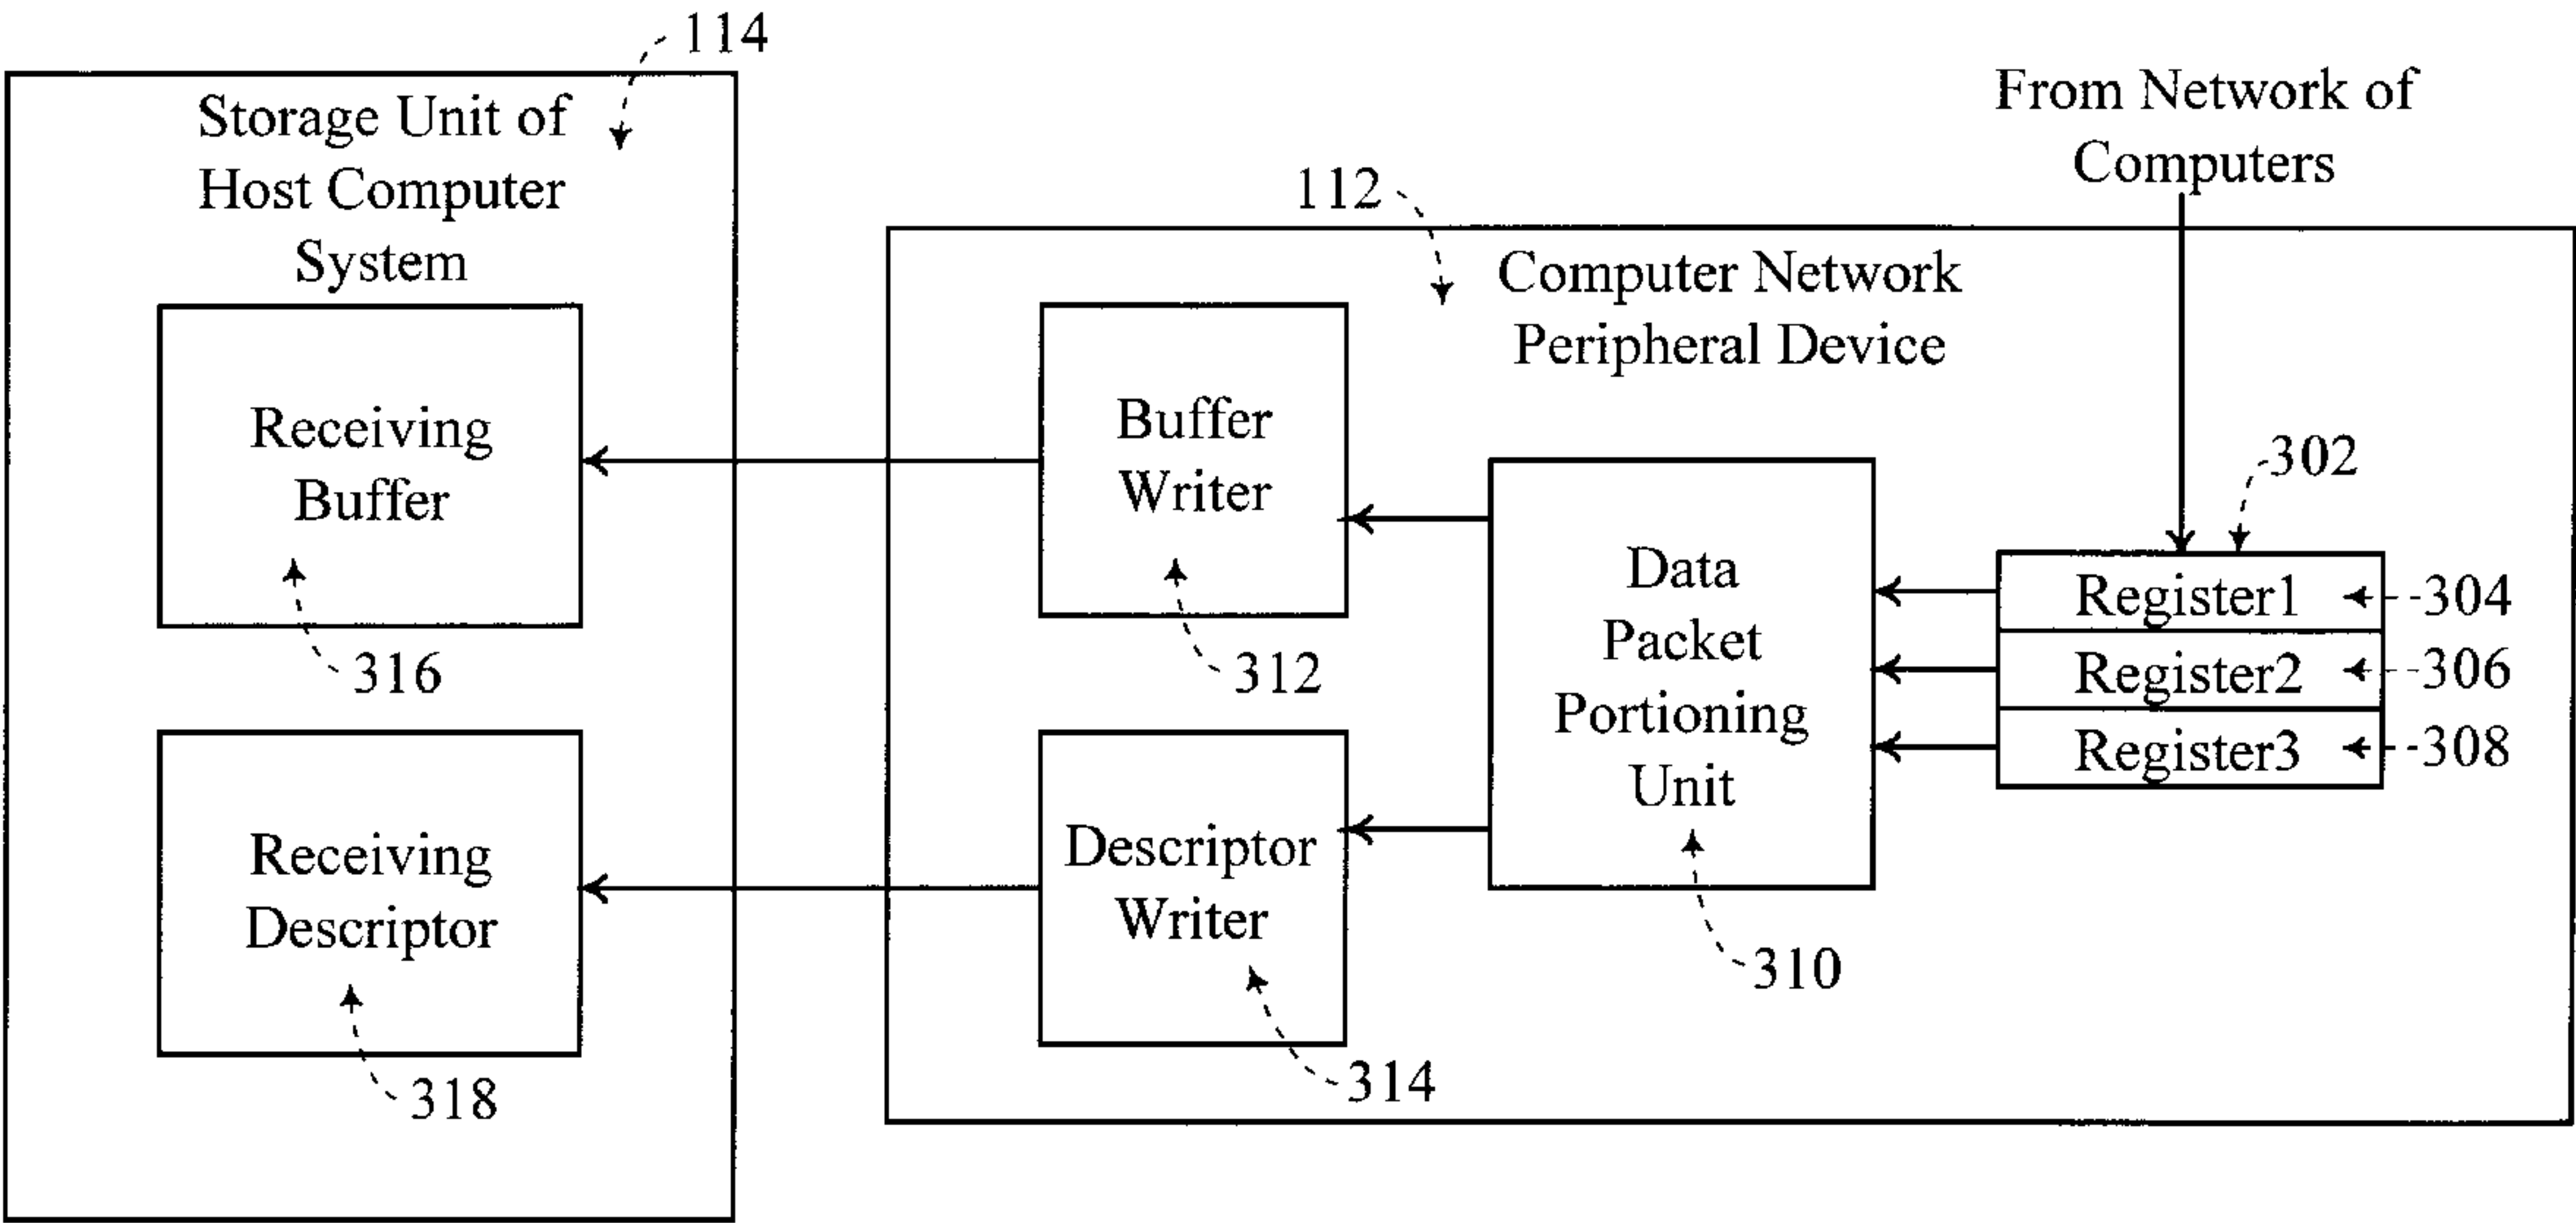 114
Storage Unit of
Host Computer
System
Receiving
Buffer
316
Receiving
Descriptor
318
From Network of
Computers
112
Computer Network
Peripheral Device
Buffer
Writer
312
Descriptor
Writer
314
Data
Packet
Portioning
Unit
310
302
Register1 304
Register2 306
Register3 308